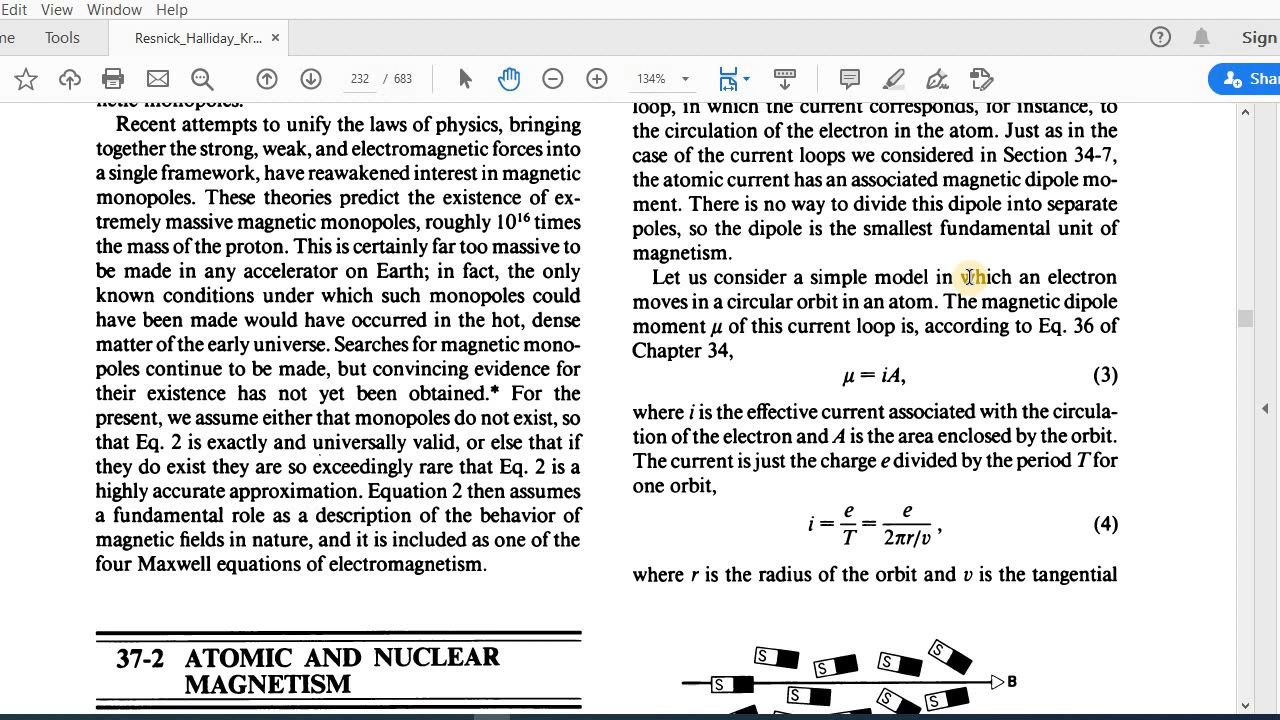 Edit View Window Help
me Tools Resnick_Halliday_Kr... × Sign
232 / 683 134% Shar
netic monopoles.
Recent attempts to unify the laws of physics, bringing
together the strong, weak, and electromagnetic forces into
a single framework, have reawakened interest in magnetic
monopoles. These theories predict the existence of ex-
tremely massive magnetic monopoles, roughly 10¹⁶ times
the mass of the proton. This is certainly far too massive to
be made in any accelerator on Earth; in fact, the only
known conditions under which such monopoles could
have been made would have occurred in the hot, dense
matter of the early universe. Searches for magnetic mono-
poles continue to be made, but convincing evidence for
their existence has not yet been obtained.* For the
present, we assume either that monopoles do not exist, so
that Eq. 2 is exactly and universally valid, or else that if
they do exist they are so exceedingly rare that Eq. 2 is a
highly accurate approximation. Equation 2 then assumes
a fundamental role as a description of the behavior of
magnetic fields in nature, and it is included as one of the
four Maxwell equations of electromagnetism.
37-2 ATOMIC AND NUCLEAR
MAGNETISM
loop, in which the current corresponds, for instance, to
the circulation of the electron in the atom. Just as in the
case of the current loops we considered in Section 34-7,
the atomic current has an associated magnetic dipole mo-
ment. There is no way to divide this dipole into separate
poles, so the dipole is the smallest fundamental unit of
magnetism.
Let us consider a simple model in which an electron
moves in a circular orbit in an atom. The magnetic dipole
moment μ of this current loop is, according to Eq. 36 of
Chapter 34,
μ = iA, (3)
where i is the effective current associated with the circula-
tion of the electron and A is the area enclosed by the orbit.
The current is just the charge e divided by the period T for
one orbit,
i = e/T = e/(2πr/v), (4)
where r is the radius of the orbit and v is the tangential
S S S S
S B
S S S